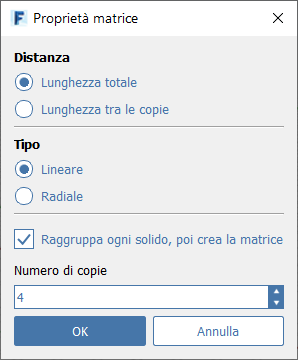 Proprietà matrice
Distanza
Lunghezza totale
Lunghezza tra le copie
Tipo
Lineare
Radiale
Raggruppa ogni solido, poi crea la matrice
Numero di copie
4
OK
Annulla